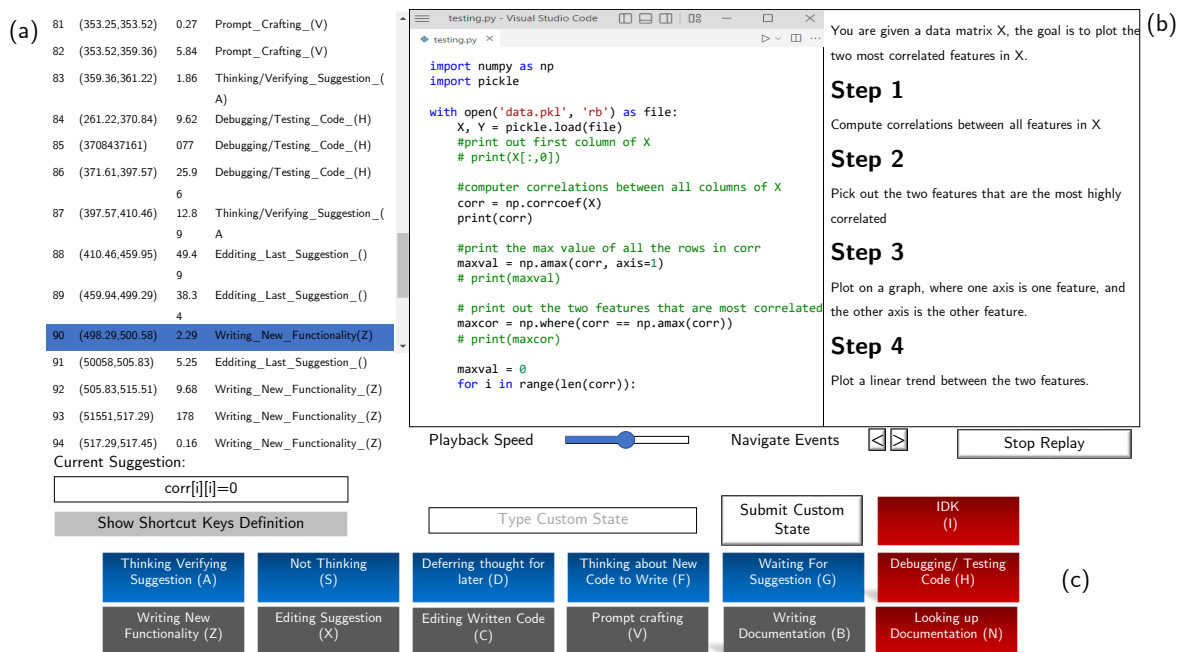 (a)
81 (353.25,353.52) 0.27 Prompt_Crafting_(V)
82 (353.52,359.36) 5.84 Prompt_Crafting_(V)
83 (359.36,361.22) 1.86 Thinking/Verifying_Suggestion_(
A)
84 (261.22,370.84) 9.62 Debugging/Testing_Code_(H)
85 (3708437161) 077 Debugging/Testing_Code_(H)
86 (371.61,397.57) 25.9 Debugging/Testing_Code_(H)
6
87 (397.57,410.46) 12.8 Thinking/Verifying_Suggestion_(
9 A
88 (410.46,459.95) 49.4 Edditing_Last_Suggestion_()
9
89 (459.94,499.29) 38.3 Edditing_Last_Suggestion_()
4
90 (498.29,500.58) 2.29 Writing_New_Functionality(Z)
91 (50058,505.83) 5.25 Edditing_Last_Suggestion_()
92 (505.83,515.51) 9.68 Writing_New_Functionality_(Z)
93 (51551,517.29) 178 Writing_New_Functionality_(Z)
94 (517.29,517.45) 0.16 Writing_New_Functionality_(Z)
Current Suggestion:
corr[i][i]=0
Show Shortcut Keys Definition
testing.py - Visual Studio Code
testing.py
import numpy as np
import pickle
with open('data.pkl', 'rb') as file:
X, Y = pickle.load(file)
#print out first column of X
# print(X[:,0])
#computer correlations between all columns of X
corr = np.corrcoef(X)
print(corr)
#print the max value of all the rows in corr
maxval = np.amax(corr, axis=1)
# print(maxval)
# print out the two features that are most correlated
maxcor = np.where(corr == np.amax(corr))
# print(maxcor)
maxval = 0
for i in range(len(corr)):
(b)
You are given a data matrix X, the goal is to plot the
two most correlated features in X.
Step 1
Compute correlations between all features in X
Step 2
Pick out the two features that are the most highly
correlated
Step 3
Plot on a graph, where one axis is one feature, and
the other axis is the other feature.
Step 4
Plot a linear trend between the two features.
Playback Speed
Navigate Events
< >
Stop Replay
Type Custom State
Submit Custom
State
IDK
(I)
Thinking Verifying
Suggestion (A)
Not Thinking
(S)
Deferring thought for
later (D)
Thinking about New
Code to Write (F)
Waiting For
Suggestion (G)
Debugging/ Testing
Code (H)
(c)
Writing New
Functionality (Z)
Editing Suggestion
(X)
Editing Written Code
(C)
Prompt crafting
(V)
Writing
Documentation (B)
Looking up
Documentation (N)